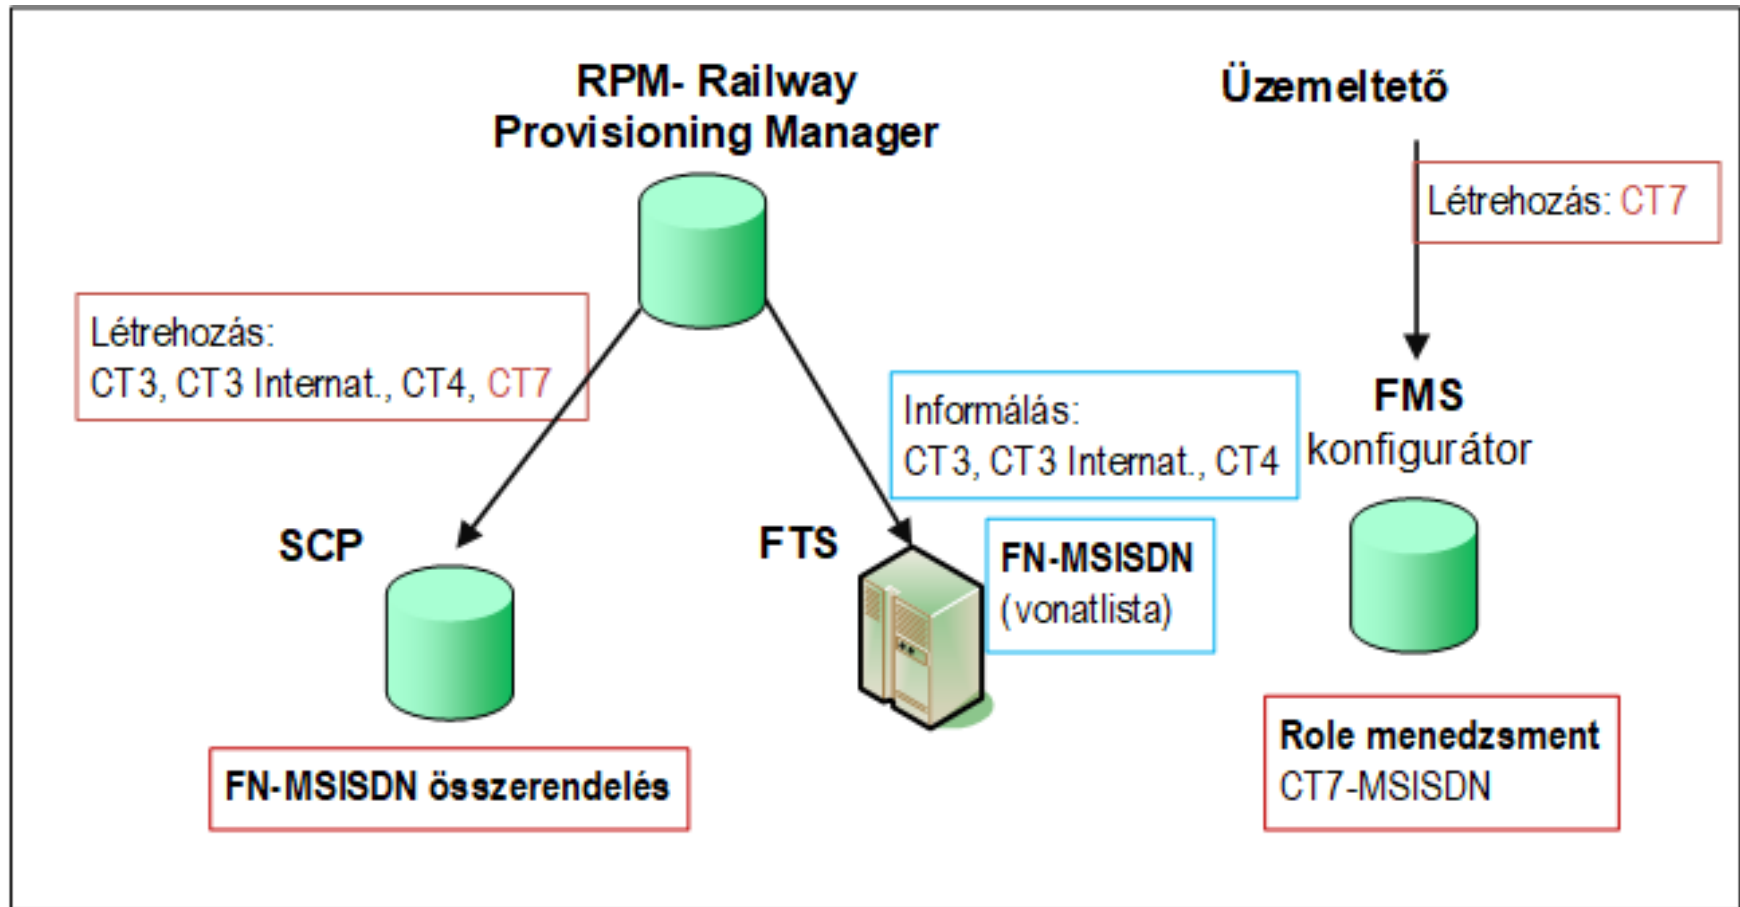 RPM- Railway
Provisioning Manager
Üzemeltető
Létrehozás: CT7
Létrehozás:
CT3, CT3 Internat., CT4, CT7
Informálás:
CT3, CT3 Internat., CT4
FMS
konfigurátor
SCP
FTS
FN-MSISDN
(vonatlista)
FN-MSISDN összerendelés
Role menedzsment
CT7-MSISDN